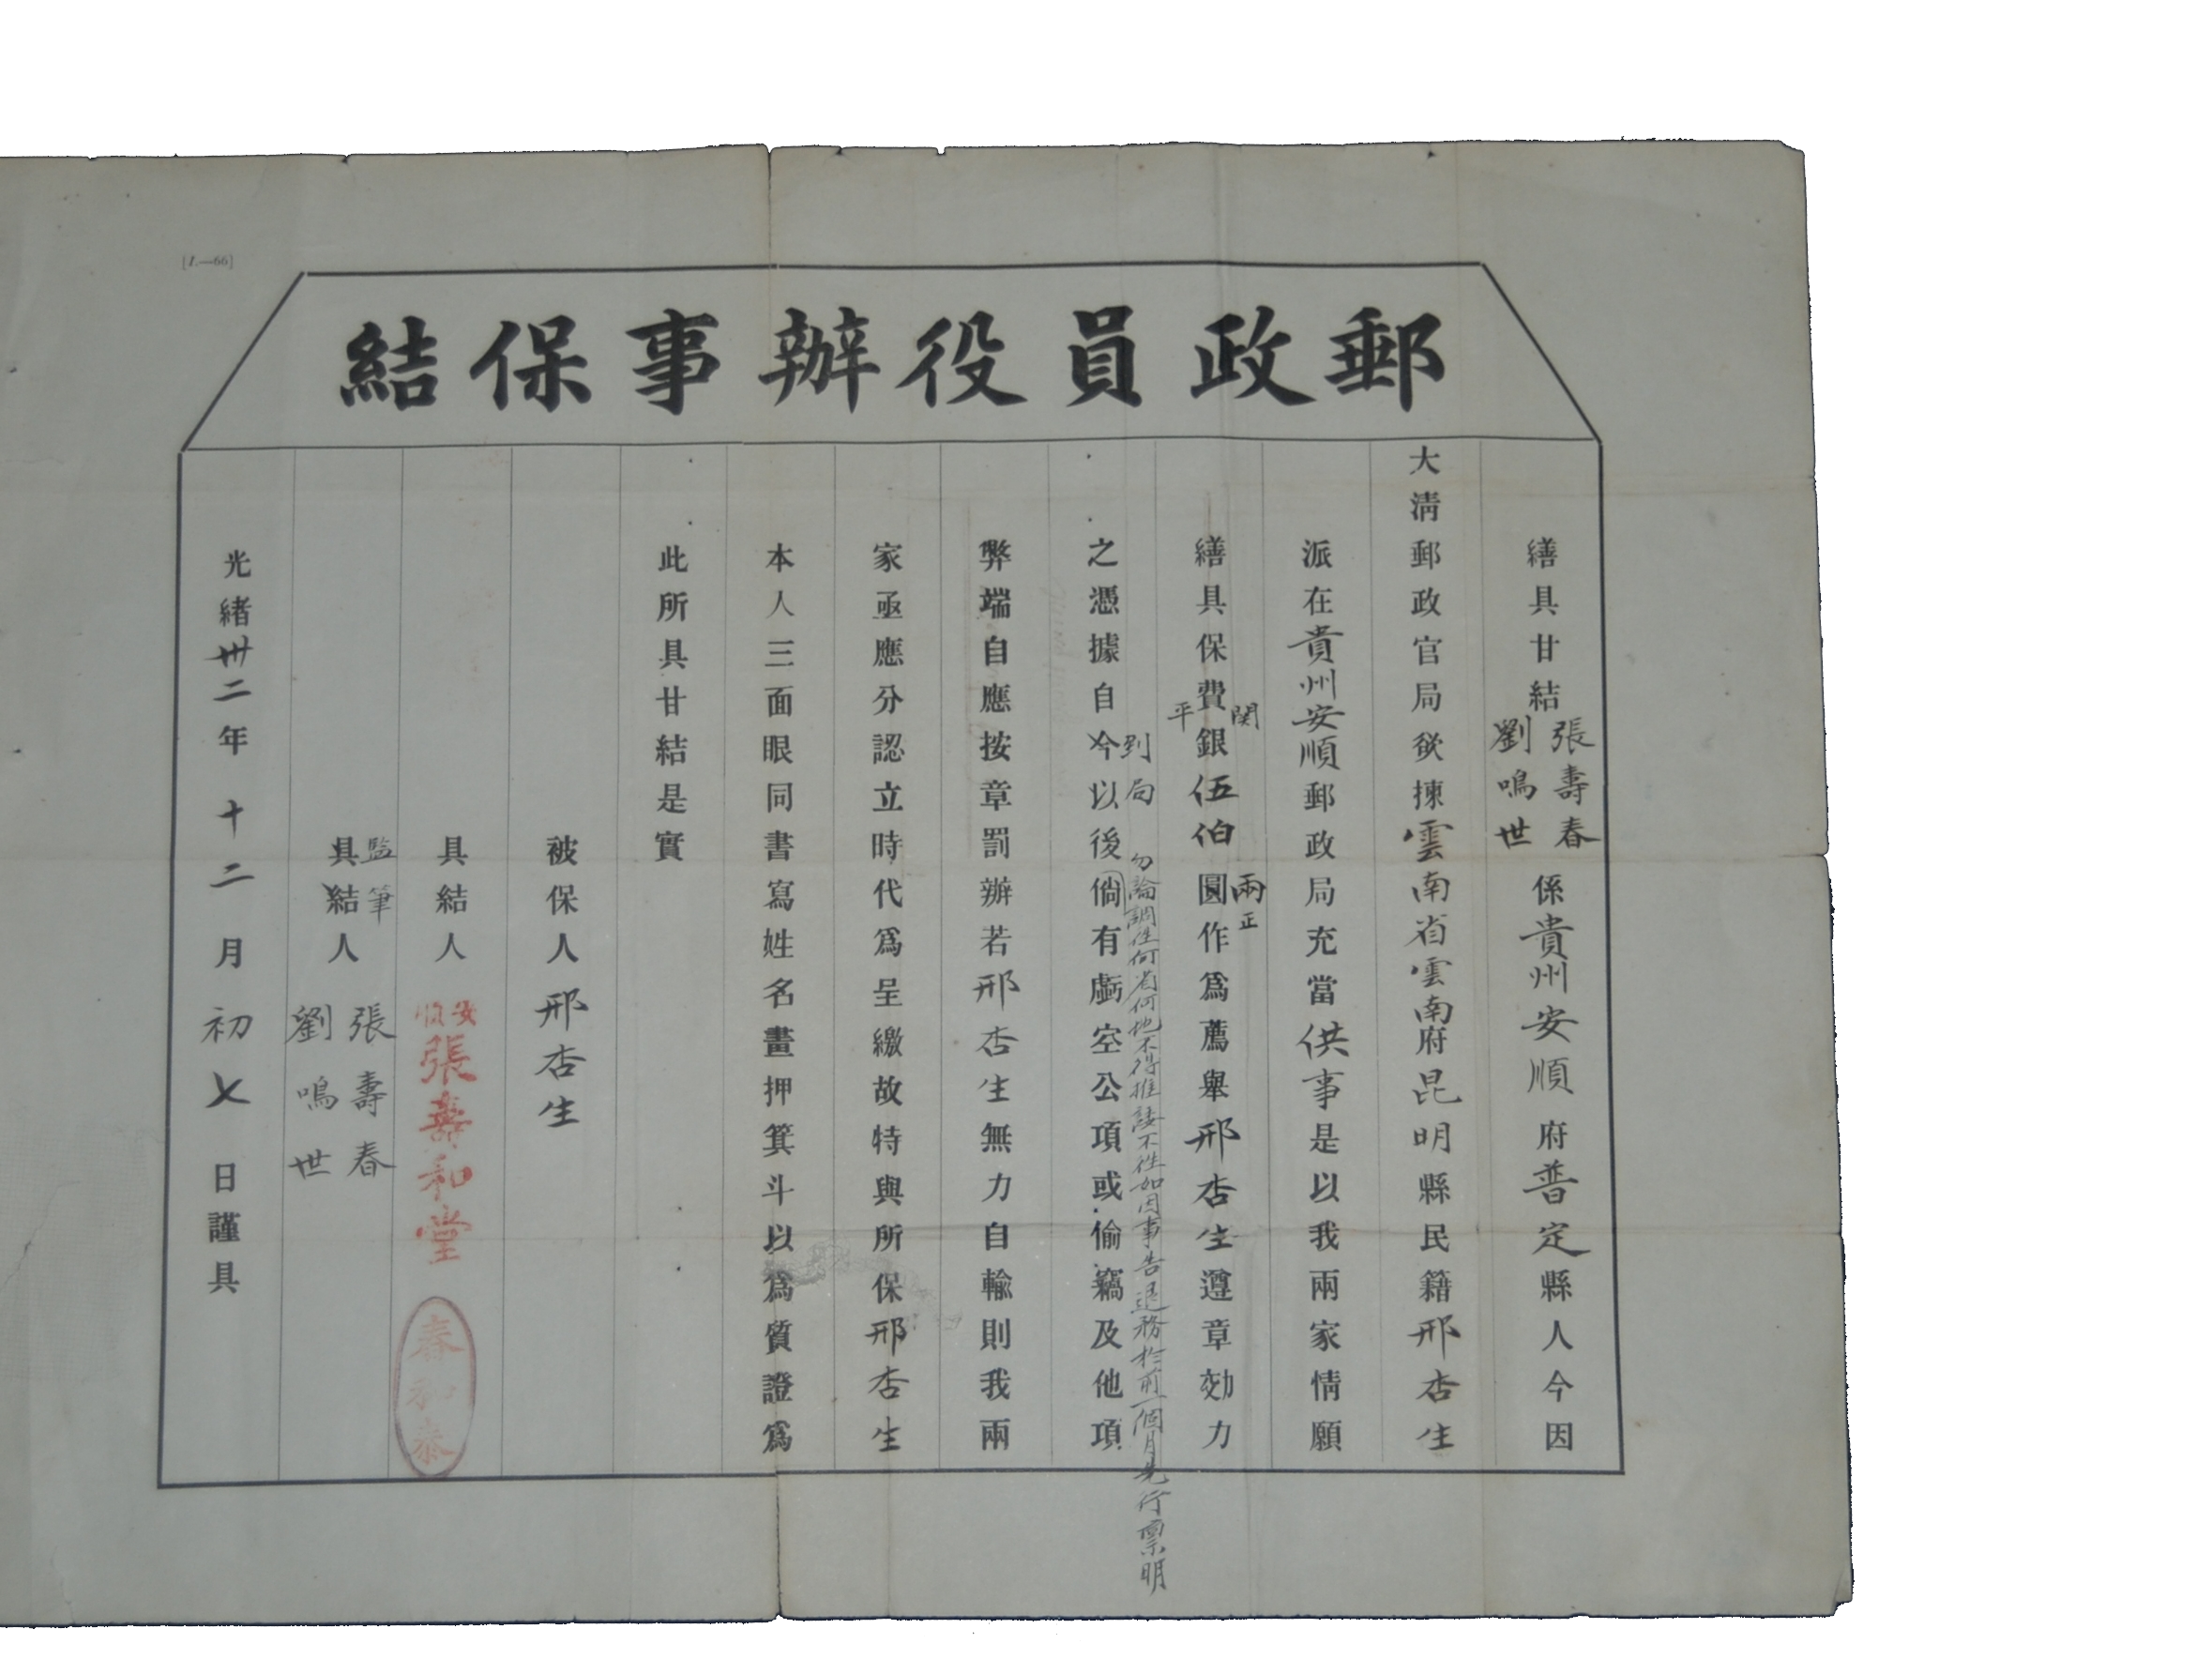 [I.—66]
郵政員役辦事保結
繕具甘結張壽春劉鳴世係貴州安順府普定縣人今因
大清郵政官局欲揀雲南省雲南府昆明縣民籍邢杏生
派在貴州安順郵政局充當供事是以我兩家情願
繕具保費関平銀伍伯圓兩正作爲薦舉邢杏生遵章効力
到局
勿論調往何省何地不得推諉不往如因事告退務於前一個月先行禀明
之憑據自今以後倘有虧空公項或偷竊及他項
弊端自應按章罰辦若邢杏生無力自輸則我兩
家亟應分認立時代爲呈繳故特與所保邢杏生
本人三面眼同書寫姓名畫押箕斗以爲質證爲
此所具甘結是實
被保人邢杏生
具結人安順張壽和堂
春和泰
監筆
具結人張壽春劉鳴世
光緒卅二年十二月初七日謹具